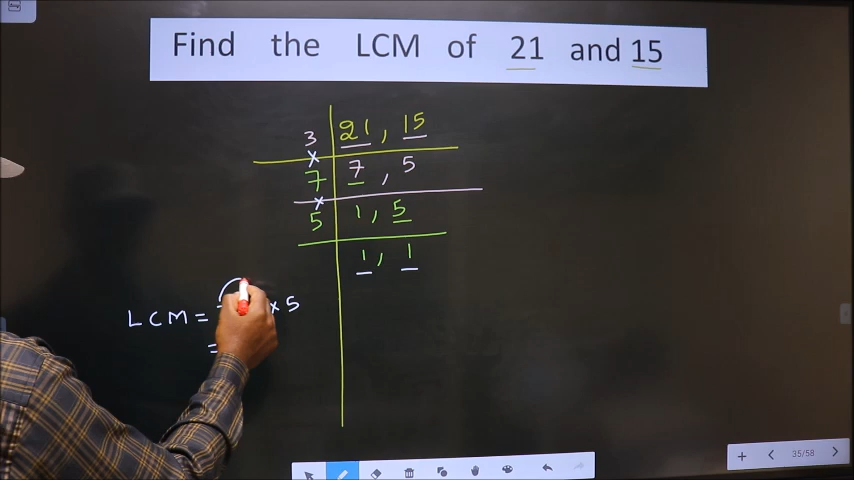 Find the LCM of 21 and 15
3 21 , 15
×
7 7 , 5
×
5 1 , 5
1 , 1
LCM = × 5
=
35/58